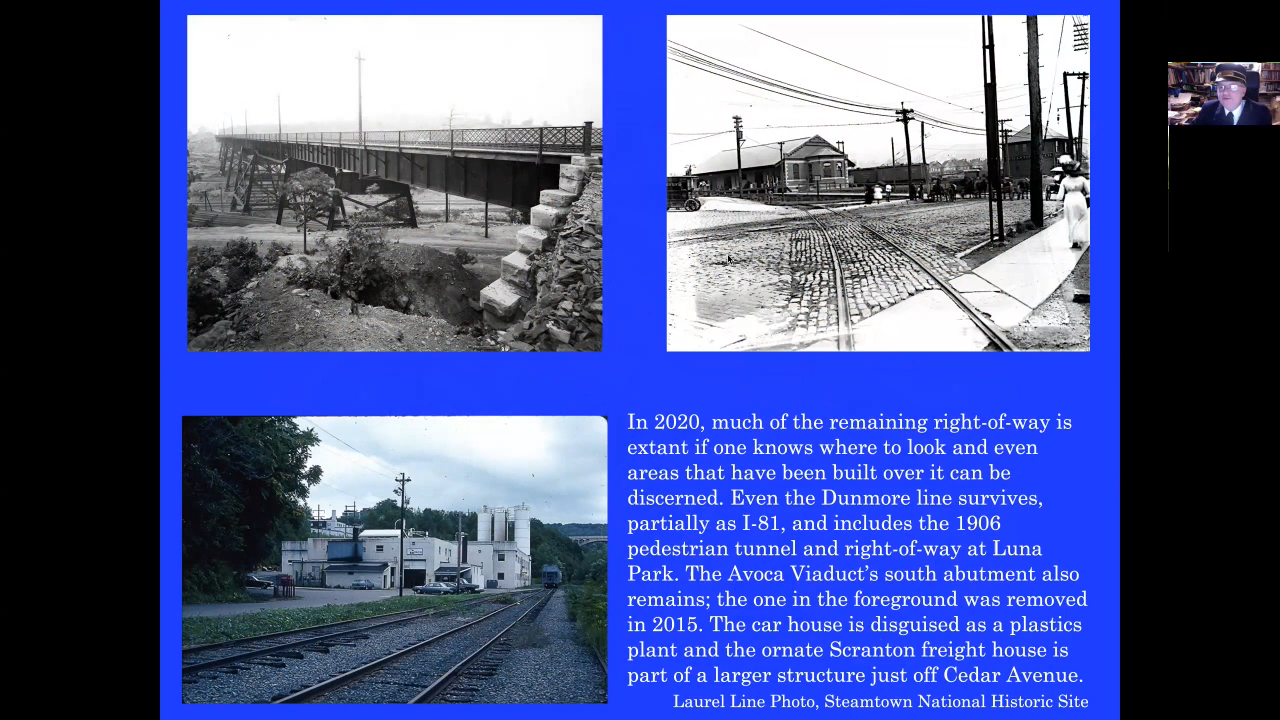 In 2020, much of the remaining right-of-way is
extant if one knows where to look and even
areas that have been built over it can be
discerned. Even the Dunmore line survives,
partially as I-81, and includes the 1906
pedestrian tunnel and right-of-way at Luna
Park. The Avoca Viaduct’s south abutment also
remains; the one in the foreground was removed
in 2015. The car house is disguised as a plastics
plant and the ornate Scranton freight house is
part of a larger structure just off Cedar Avenue.
Laurel Line Photo, Steamtown National Historic Site